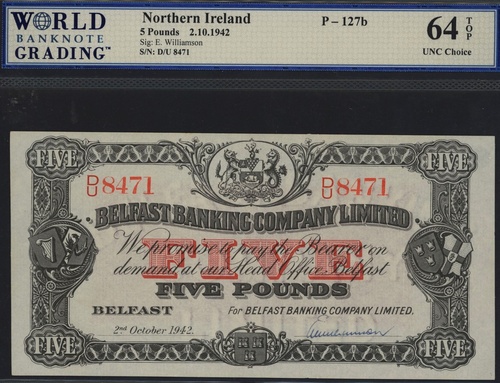 WORLD
BANKNOTE
GRADING™
Northern Ireland P - 127b
5 Pounds 2.10.1942
Sig: E. Williamson
S/N: D/U 8471
64 TOP
UNC Choice
FIVE FIVE
D/U 8471 D/U 8471
BELFAST BANKING COMPANY LIMITED
FIVE
We promise to pay the Bearer on
demand at our Head Office Belfast
FIVE POUNDS
BELFAST For BELFAST BANKING COMPANY LIMITED.
2nd October 1942.
FIVE FIVE